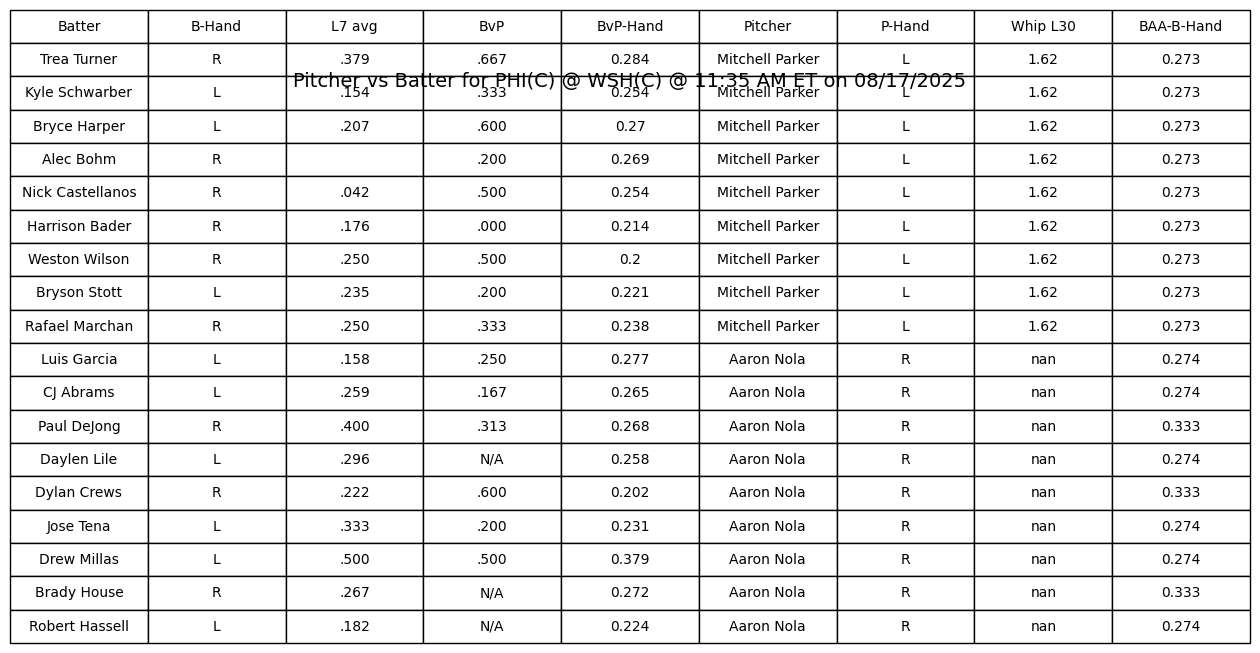 Batter B-Hand L7 avg BvP BvP-Hand Pitcher P-Hand Whip L30 BAA-B-Hand
Trea Turner R .379 .667 0.284 Mitchell Parker L 1.62 0.273
Pitcher vs Batter for PHI(C) @ WSH(C) @ 11:35 AM ET on 08/17/2025
Kyle Schwarber L .154 .333 0.254 Mitchell Parker L 1.62 0.273
Bryce Harper L .207 .600 0.27 Mitchell Parker L 1.62 0.273
Alec Bohm R .200 0.269 Mitchell Parker L 1.62 0.273
Nick Castellanos R .042 .500 0.254 Mitchell Parker L 1.62 0.273
Harrison Bader R .176 .000 0.214 Mitchell Parker L 1.62 0.273
Weston Wilson R .250 .500 0.2 Mitchell Parker L 1.62 0.273
Bryson Stott L .235 .200 0.221 Mitchell Parker L 1.62 0.273
Rafael Marchan R .250 .333 0.238 Mitchell Parker L 1.62 0.273
Luis Garcia L .158 .250 0.277 Aaron Nola R nan 0.274
CJ Abrams L .259 .167 0.265 Aaron Nola R nan 0.274
Paul DeJong R .400 .313 0.268 Aaron Nola R nan 0.333
Daylen Lile L .296 N/A 0.258 Aaron Nola R nan 0.274
Dylan Crews R .222 .600 0.202 Aaron Nola R nan 0.333
Jose Tena L .333 .200 0.231 Aaron Nola R nan 0.274
Drew Millas L .500 .500 0.379 Aaron Nola R nan 0.274
Brady House R .267 N/A 0.272 Aaron Nola R nan 0.333
Robert Hassell L .182 N/A 0.224 Aaron Nola R nan 0.274